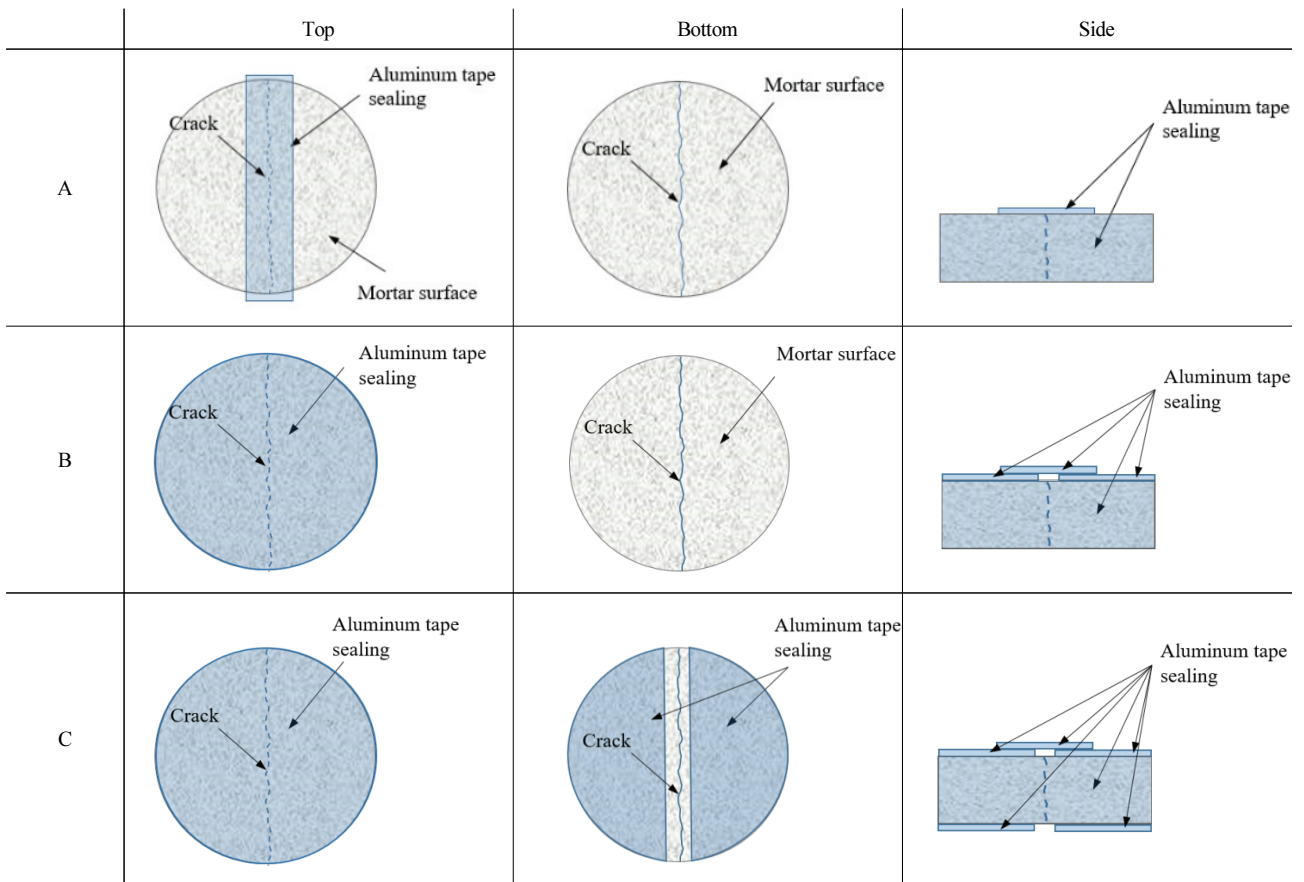 Top
Bottom
Side
A
Aluminum tape
sealing
Crack
Mortar surface
Mortar surface
Crack
Aluminum tape
sealing
B
Aluminum tape
sealing
Crack
Mortar surface
Crack
Aluminum tape
sealing
C
Aluminum tape
sealing
Crack
Aluminum tape
sealing
Crack
Aluminum tape
sealing